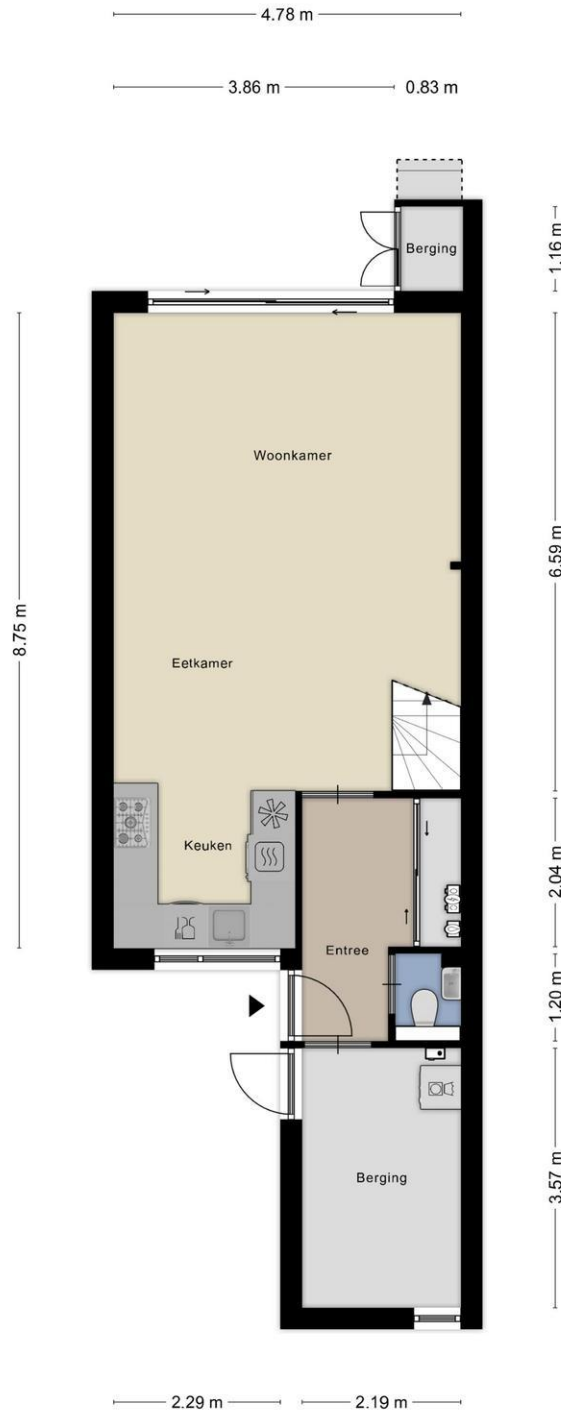 4.78 m
3.86 m
0.83 m
Berging
1.16 m
Woonkamer
6.59 m
8.75 m
Eetkamer
Keuken
2.04 m
Entree
1.20 m
Berging
3.57 m
2.29 m
2.19 m